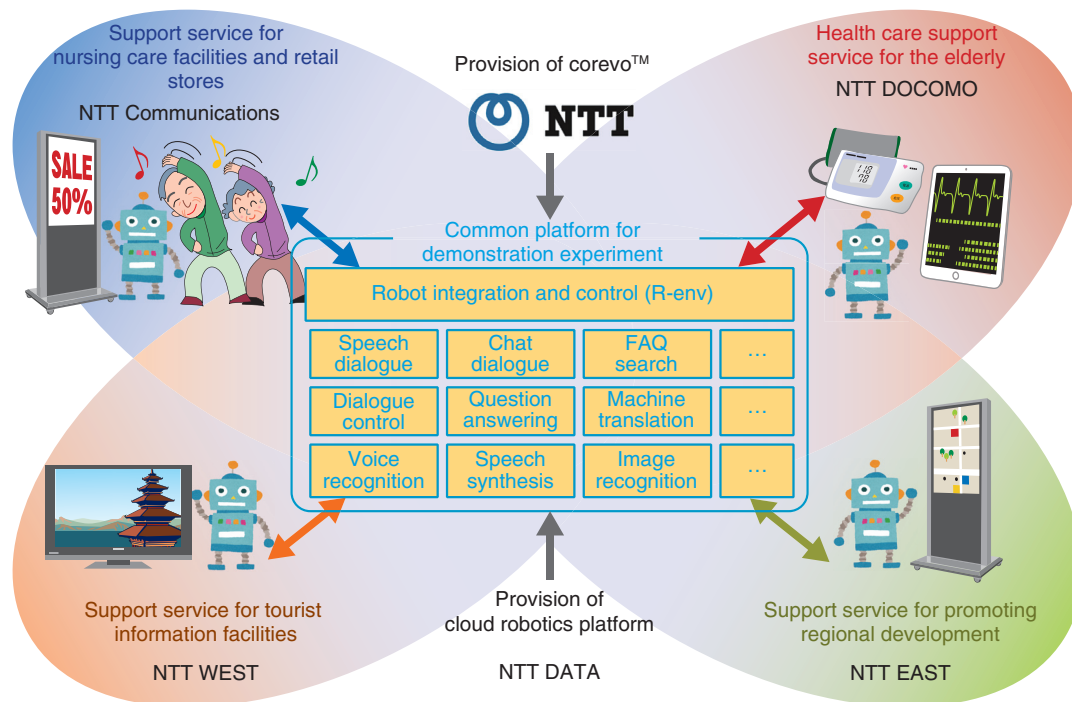 Support service for
nursing care facilities and retail
stores
NTT Communications
SALE
50%
Provision of corevo™
NTT
Health care support
service for the elderly
NTT DOCOMO
118
78
Common platform for
demonstration experiment
Robot integration and control (R-env)
Speech
dialogue
Chat
dialogue
FAQ
search
…
Dialogue
control
Question
answering
Machine
translation
…
Voice
recognition
Speech
synthesis
Image
recognition
…
Support service for tourist
information facilities
NTT WEST
Provision of
cloud robotics platform
NTT DATA
Support service for promoting
regional development
NTT EAST